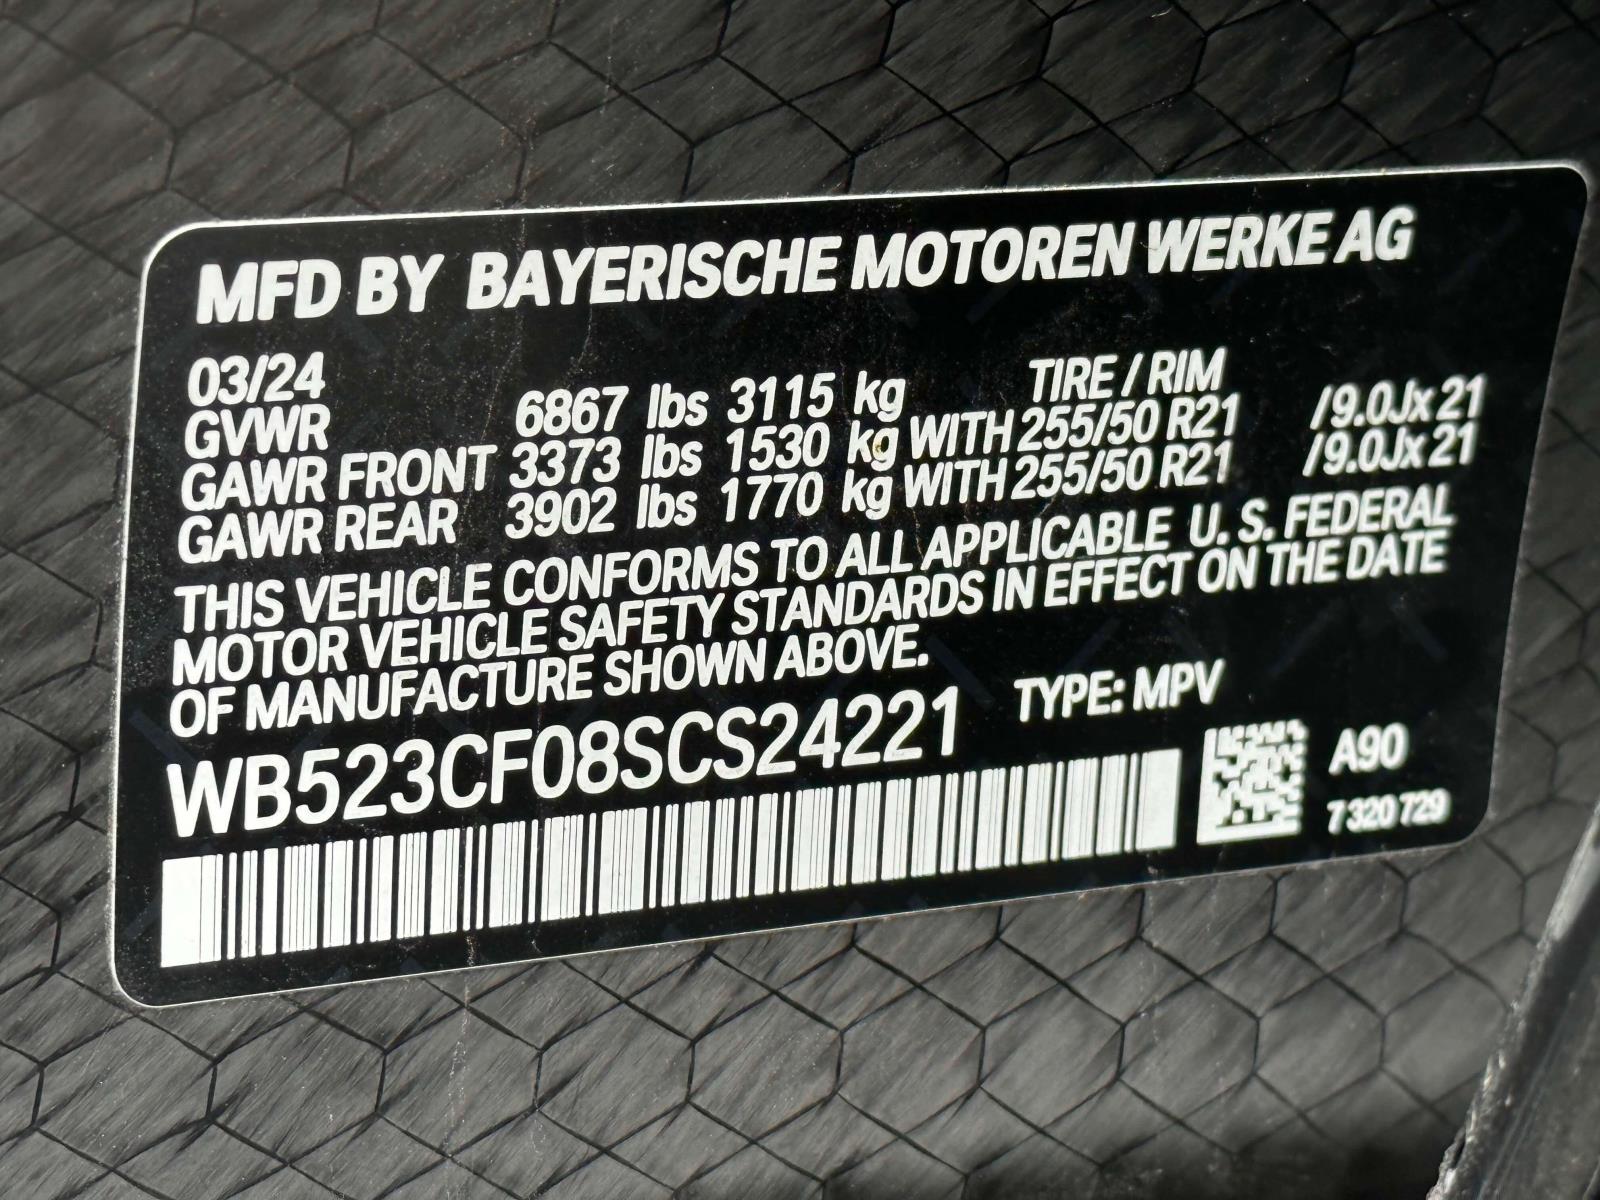 MFD BY BAYERISCHE MOTOREN WERKE AG
03/24 TIRE / RIM
GVWR 6867 lbs 3115 kg
GAWR FRONT 3373 lbs 1530 kg WITH 255/50 R21 /9.0Jx21
GAWR REAR 3902 lbs 1770 kg WITH 255/50 R21 /9.0Jx21
THIS VEHICLE CONFORMS TO ALL APPLICABLE U. S. FEDERAL
MOTOR VEHICLE SAFETY STANDARDS IN EFFECT ON THE DATE
OF MANUFACTURE SHOWN ABOVE.
WB523CF08SCS24221 TYPE: MPV
A90
7 320 729